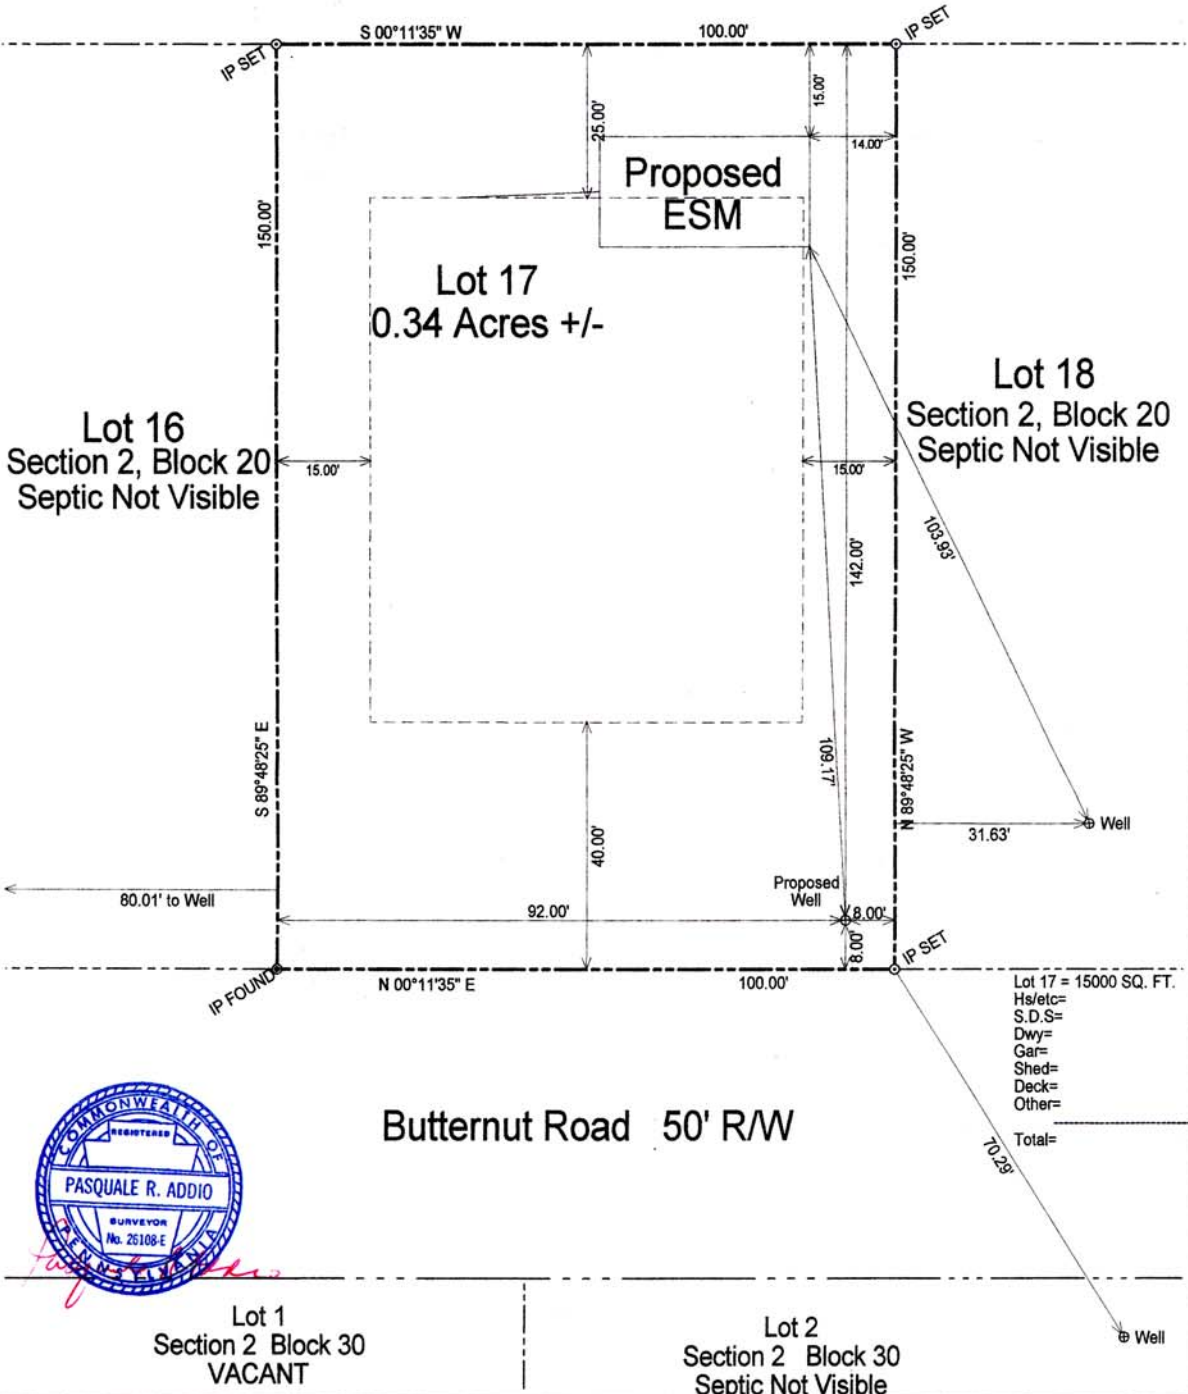 S 00°11'35" W
100.00'
IP SET
IP SET
25.00'
15.00'
14.00'
Proposed
ESM
150.00'
150.00'
Lot 17
0.34 Acres +/-
Lot 16
Section 2, Block 20
Septic Not Visible
Lot 18
Section 2, Block 20
Septic Not Visible
15.00'
15.00'
103.93'
142.00'
S 89°48'25" E
109.17'
N 89°48'25" W
31.63'
Well
40.00'
80.01' to Well
Proposed
Well
92.00'
8.00'
8.00'
IP FOUND
N 00°11'35" E
100.00'
IP SET
Lot 17 = 15000 SQ. FT.
Hs/etc=
S.D.S=
Dwy=
Gar=
Shed=
Deck=
Other=
Total=
Butternut Road 50' R/W
70.29'
COMMONWEALTH OF
REGISTERED
PASQUALE R. ADDIO
SURVEYOR
No. 26108-E
PENNSYLVANIA
Lot 1
Section 2 Block 30
VACANT
Lot 2
Section 2 Block 30
Septic Not Visible
Well